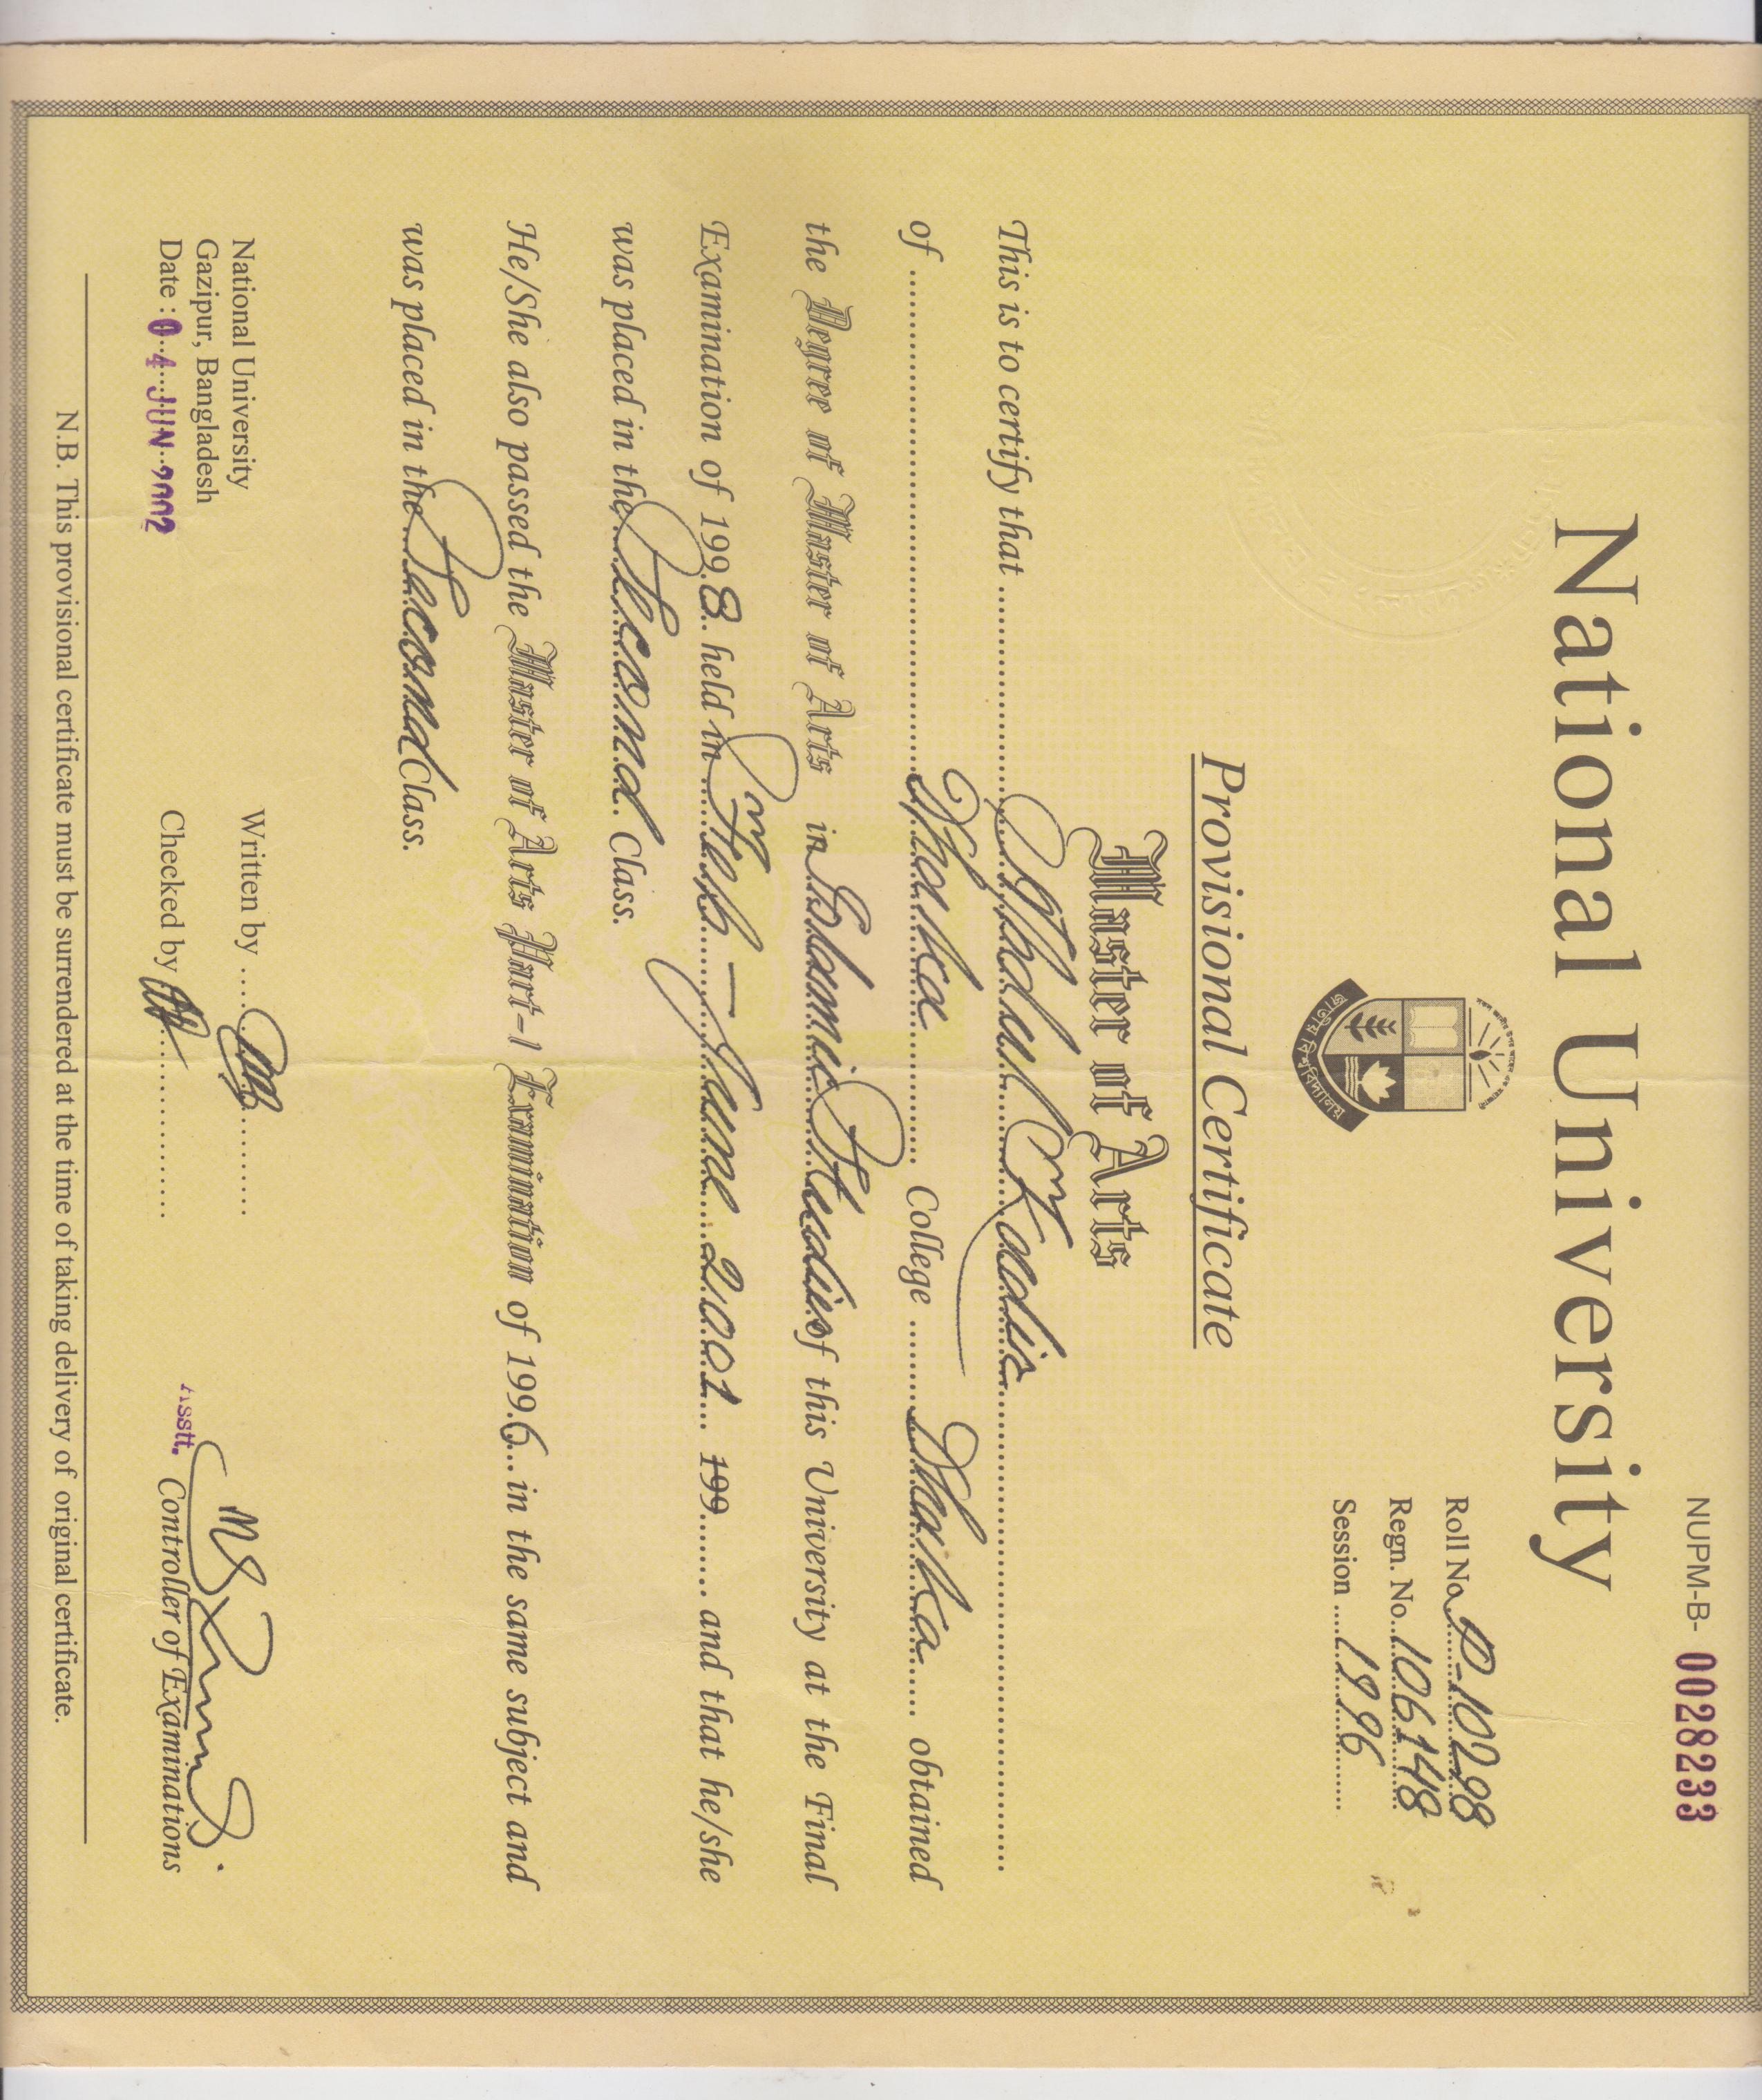 NUPM-B- 0028233
National University
Roll No. P-10298
Regn. No. 106148
Session 1996
জাতীয় বিশ্ববিদ্যালয়
Provisional Certificate
Master of Arts
This is to certify that Abdul Kadir
of Dhaka College Dhaka obtained
the Degree of Master of Arts in Islamic Studies of this University at the Final
Examination of 1998 held in Feb - June 2001 199 and that he/she
was placed in the Second Class.
He/She also passed the Master of Arts Part-1 Examination of 1996 in the same subject and
was placed in the Second Class.
National University
Gazipur, Bangladesh
Date : 04 JUN 2002
Written by
Checked by
Asstt. Controller of Examinations
N.B. This provisional certificate must be surrendered at the time of taking delivery of original certificate.